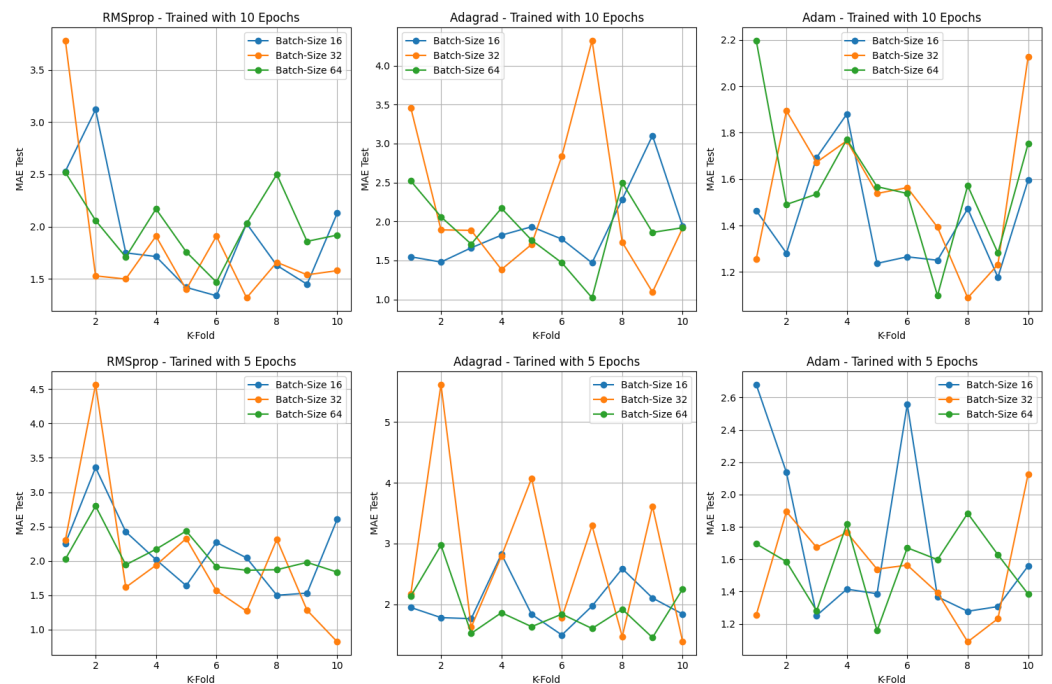 RMSprop - Trained with 10 Epochs
MAE Test
3.5
3.0
2.5
2.0
1.5
Batch-Size 16
Batch-Size 32
Batch-Size 64
2 4 6 8 10
K-Fold
Adagrad - Trained with 10 Epochs
MAE Test
4.0
3.5
3.0
2.5
2.0
1.5
1.0
Batch-Size 16
Batch-Size 32
Batch-Size 64
2 4 6 8 10
K-Fold
Adam - Trained with 10 Epochs
MAE Test
2.2
2.0
1.8
1.6
1.4
1.2
Batch-Size 16
Batch-Size 32
Batch-Size 64
2 4 6 8 10
K-Fold
RMSprop - Tarined with 5 Epochs
MAE Test
4.5
4.0
3.5
3.0
2.5
2.0
1.5
1.0
Batch-Size 16
Batch-Size 32
Batch-Size 64
2 4 6 8 10
K-Fold
Adagrad - Tarined with 5 Epochs
MAE Test
5
4
3
2
Batch-Size 16
Batch-Size 32
Batch-Size 64
2 4 6 8 10
K-Fold
Adam - Tarined with 5 Epochs
MAE Test
2.6
2.4
2.2
2.0
1.8
1.6
1.4
1.2
Batch-Size 16
Batch-Size 32
Batch-Size 64
2 4 6 8 10
K-Fold